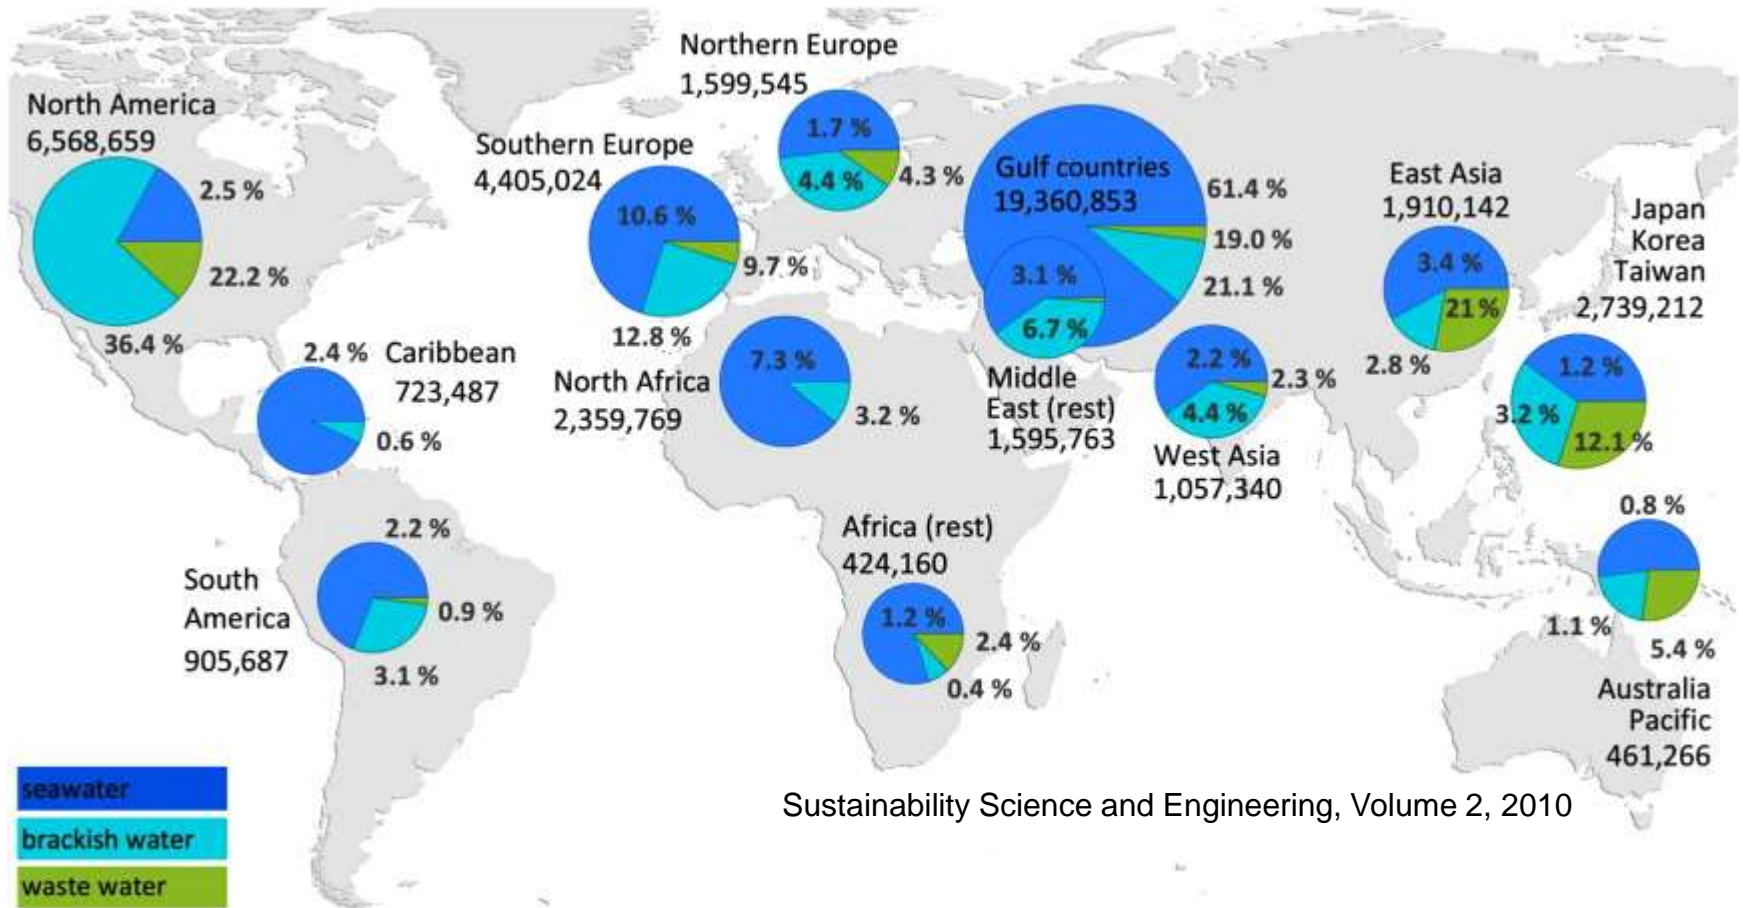 North America
6,568,659
2.5 %
22.2 %
36.4 %
2.4 %
Caribbean
723,487
0.6 %
2.2 %
South
America
905,687
0.9 %
3.1 %
Northern Europe
1,599,545
1.7 %
4.4 %
4.3 %
Southern Europe
4,405,024
10.6 %
9.7 %
12.8 %
North Africa
2,359,769
7.3 %
3.2 %
Gulf countries
19,360,853
61.4 %
19.0 %
21.1 %
3.1 %
6.7 %
Middle
East (rest)
1,595,763
2.2 %
2.3 %
4.4 %
West Asia
1,057,340
Africa (rest)
424,160
1.2 %
2.4 %
0.4 %
East Asia
1,910,142
3.4 %
21 %
2.8 %
Japan
Korea
Taiwan
2,739,212
1.2 %
3.2 %
12.1 %
0.8 %
1.1 %
5.4 %
Australia
Pacific
461,266
seawater
brackish water
waste water
Sustainability Science and Engineering, Volume 2, 2010